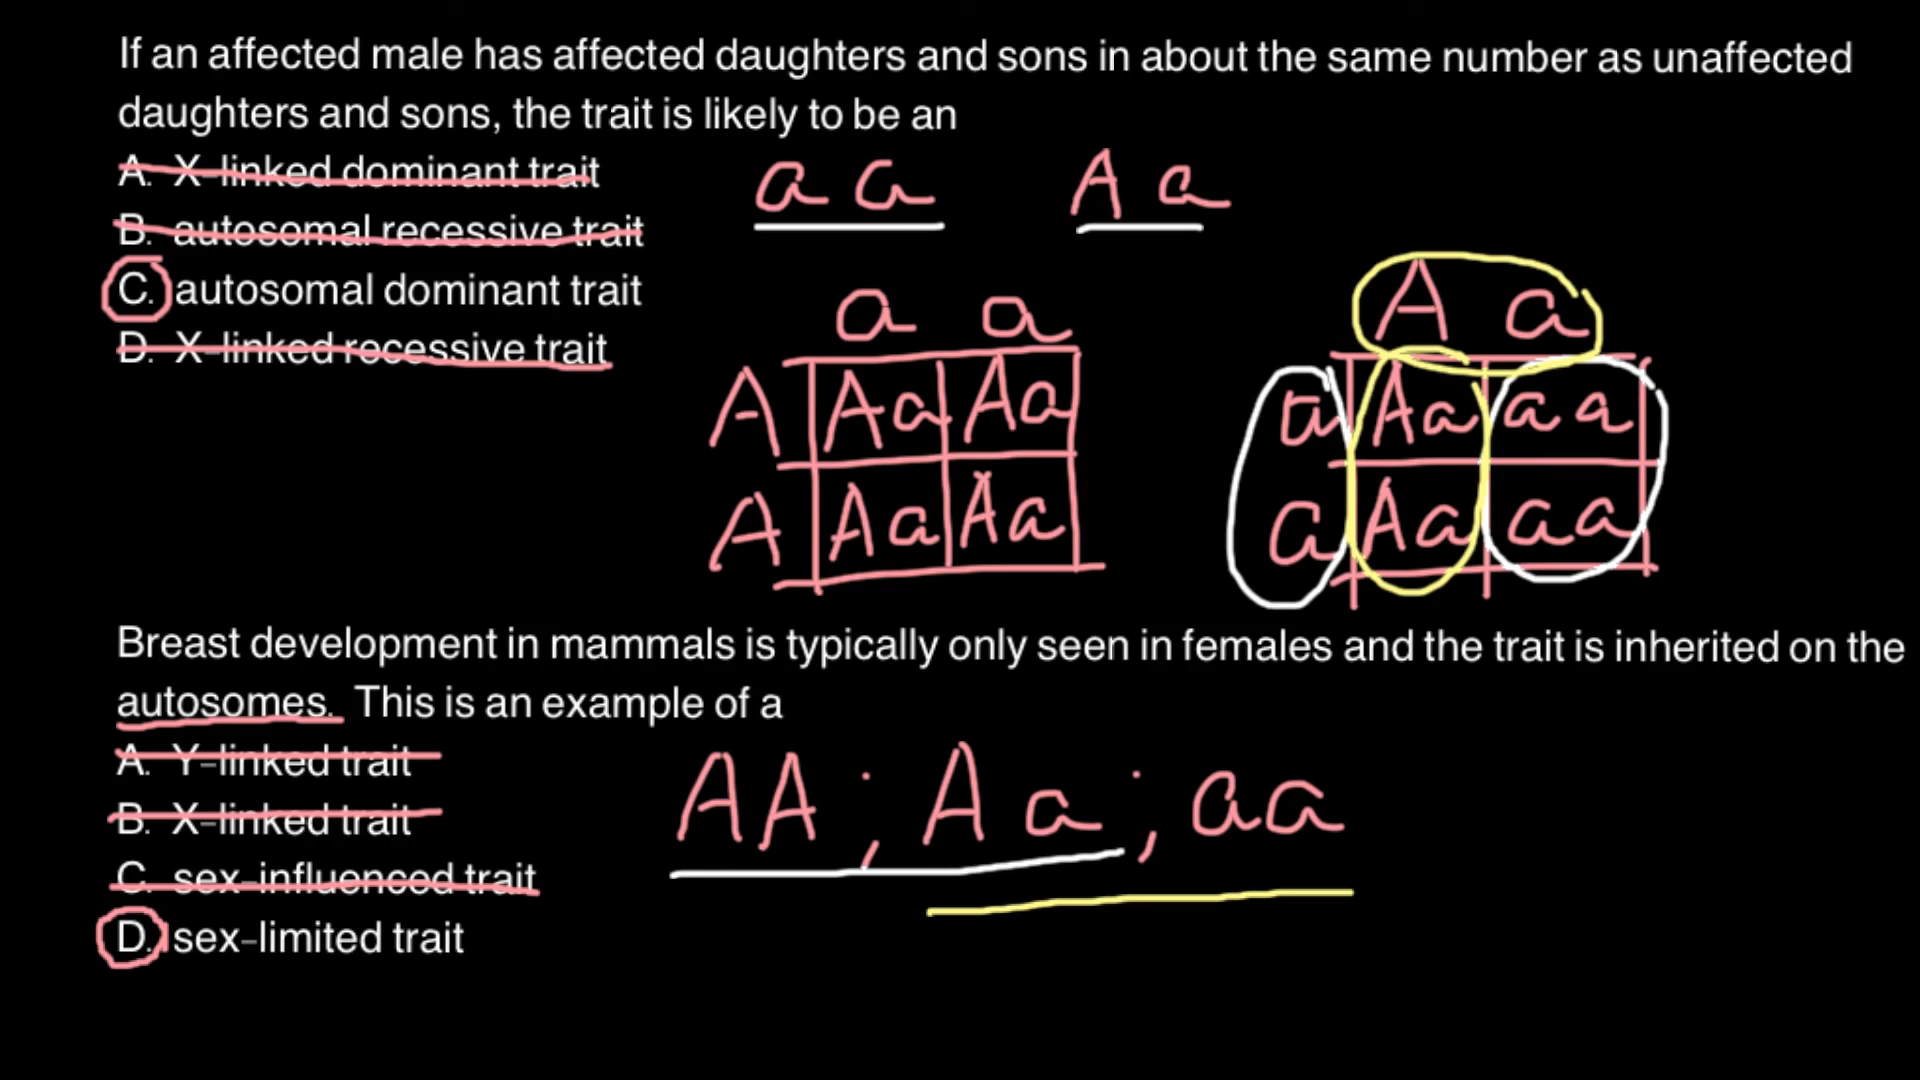 If an affected male has affected daughters and sons in about the same number as unaffected
daughters and sons, the trait is likely to be an
A. X-linked dominant trait
B. autosomal recessive trait
C. autosomal dominant trait
D. X-linked recessive trait
a a
A a
a a
A Aa Aa
A Aa Aa
A a
a Aa aa
a Aa aa
Breast development in mammals is typically only seen in females and the trait is inherited on the
autosomes. This is an example of a
A. Y-linked trait
B. X-linked trait
C. sex-influenced trait
D. sex-limited trait
AA ; Aa ; aa